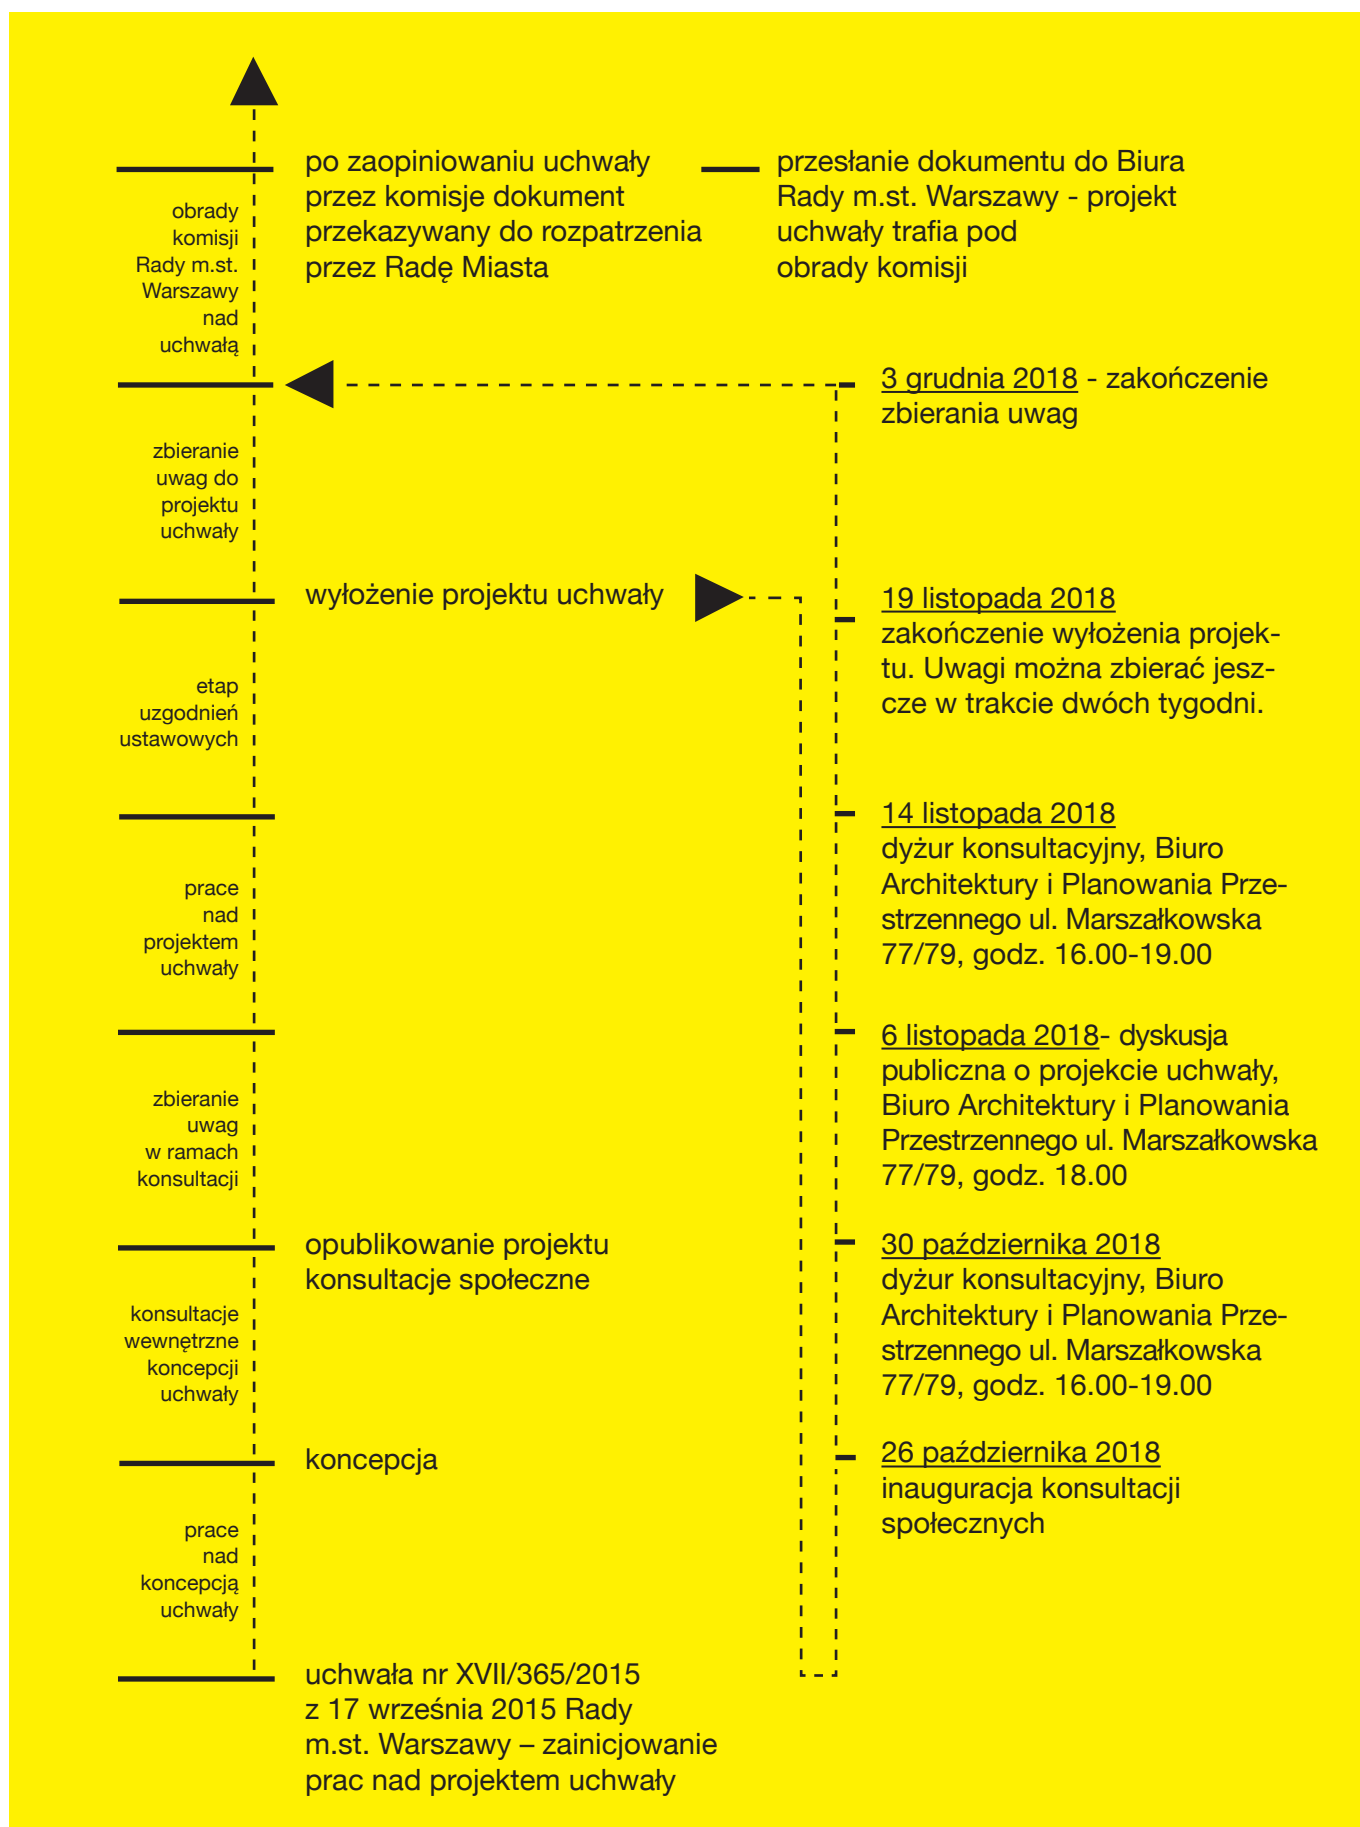 po zaopiniowaniu uchwały
przez komisje dokument
przekazywany do rozpatrzenia
przez Radę Miasta
przesłanie dokumentu do Biura
Rady m.st. Warszawy - projekt
uchwały trafia pod
obrady komisji
obrady
komisji
Rady m.st.
Warszawy
nad
uchwałą
3 grudnia 2018 - zakończenie
zbierania uwag
zbieranie
uwag do
projektu
uchwały
wyłożenie projektu uchwały
19 listopada 2018
zakończenie wyłożenia projek-
tu. Uwagi można zbierać jesz-
cze w trakcie dwóch tygodni.
etap
uzgodnień
ustawowych
14 listopada 2018
dyżur konsultacyjny, Biuro
Architektury i Planowania Prze-
strzennego ul. Marszałkowska
77/79, godz. 16.00-19.00
prace
nad
projektem
uchwały
6 listopada 2018- dyskusja
publiczna o projekcie uchwały,
Biuro Architektury i Planowania
Przestrzennego ul. Marszałkowska
77/79, godz. 18.00
zbieranie
uwag
w ramach
konsultacji
opublikowanie projektu
konsultacje społeczne
30 października 2018
dyżur konsultacyjny, Biuro
Architektury i Planowania Prze-
strzennego ul. Marszałkowska
77/79, godz. 16.00-19.00
konsultacje
wewnętrzne
koncepcji
uchwały
koncepcja
26 października 2018
inauguracja konsultacji
społecznych
prace
nad
koncepcją
uchwały
uchwała nr XVII/365/2015
z 17 września 2015 Rady
m.st. Warszawy – zainicjowanie
prac nad projektem uchwały